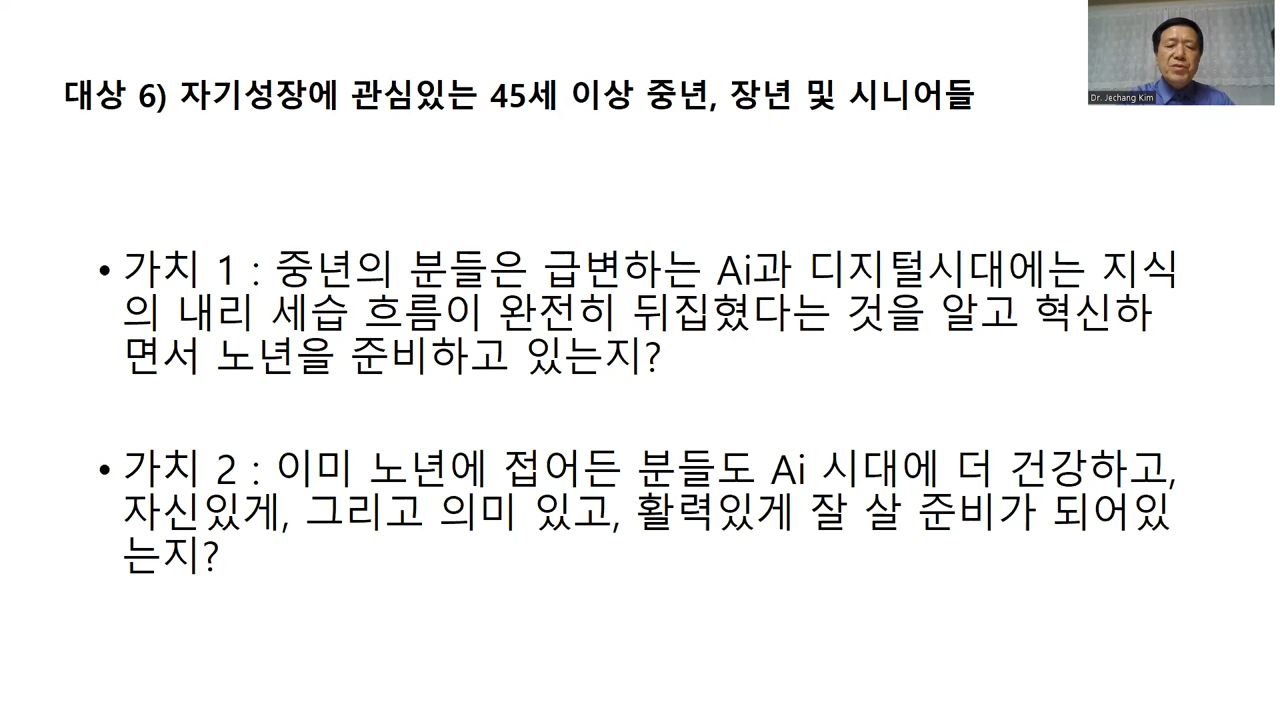 대상 6) 자기성장에 관심있는 45세 이상 중년, 장년 및 시니어들
Dr. Jechang Kim
• 가치 1 : 중년의 분들은 급변하는 Ai과 디지털시대에는 지식
의 내리 세습 흐름이 완전히 뒤집혔다는 것을 알고 혁신하
면서 노년을 준비하고 있는지?
• 가치 2 : 이미 노년에 접어든 분들도 Ai 시대에 더 건강하고,
자신있게, 그리고 의미 있고, 활력있게 잘 살 준비가 되어있
는지?